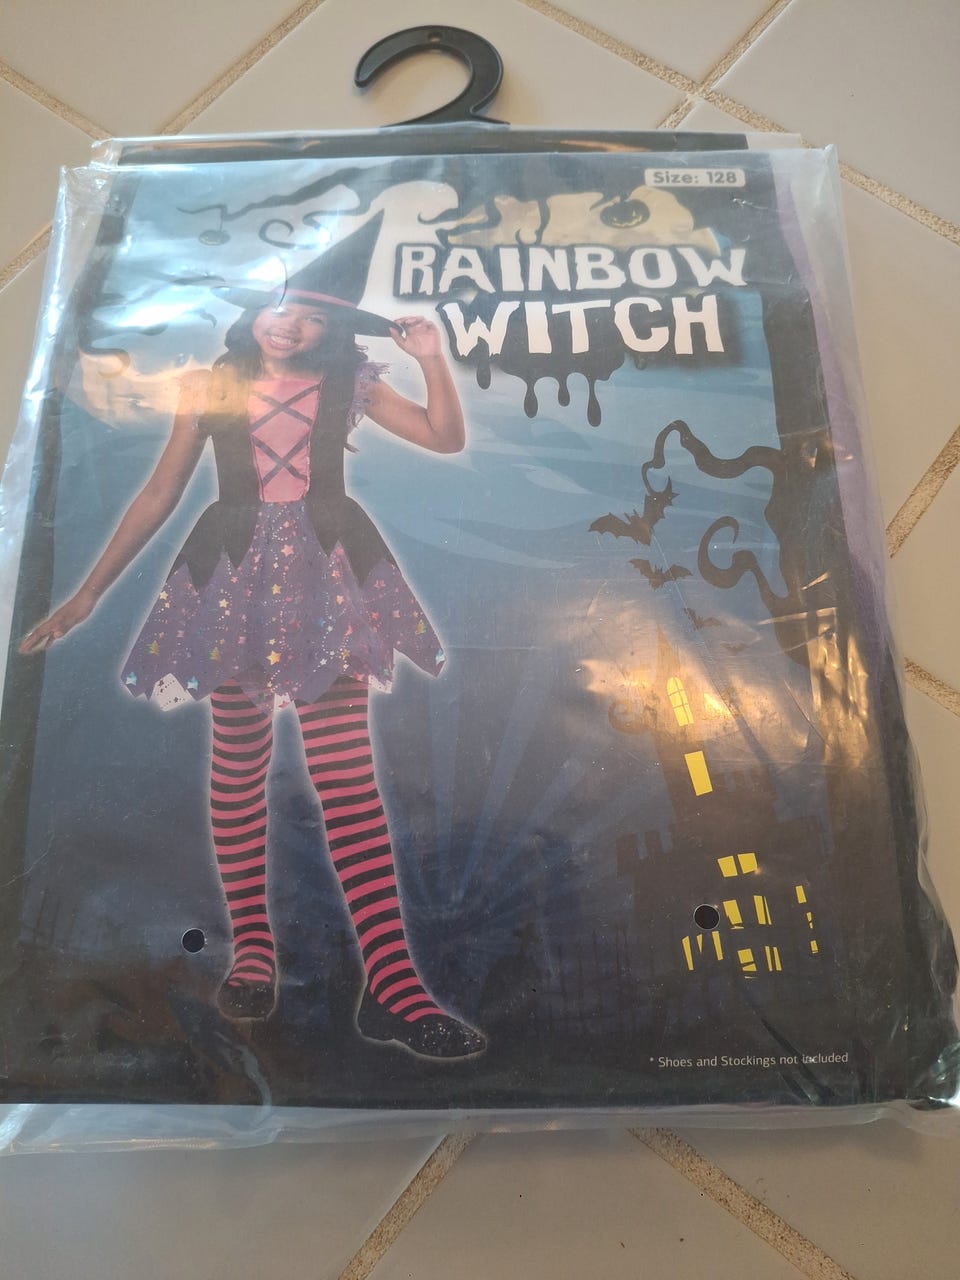 Size: 128
RAINBOW
WITCH
* Shoes and Stockings not included